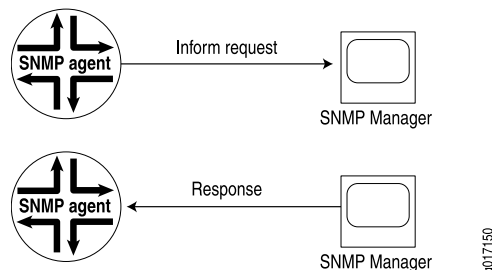 Inform request
SNMP agent
SNMP Manager
Response
SNMP agent
SNMP Manager
g017150